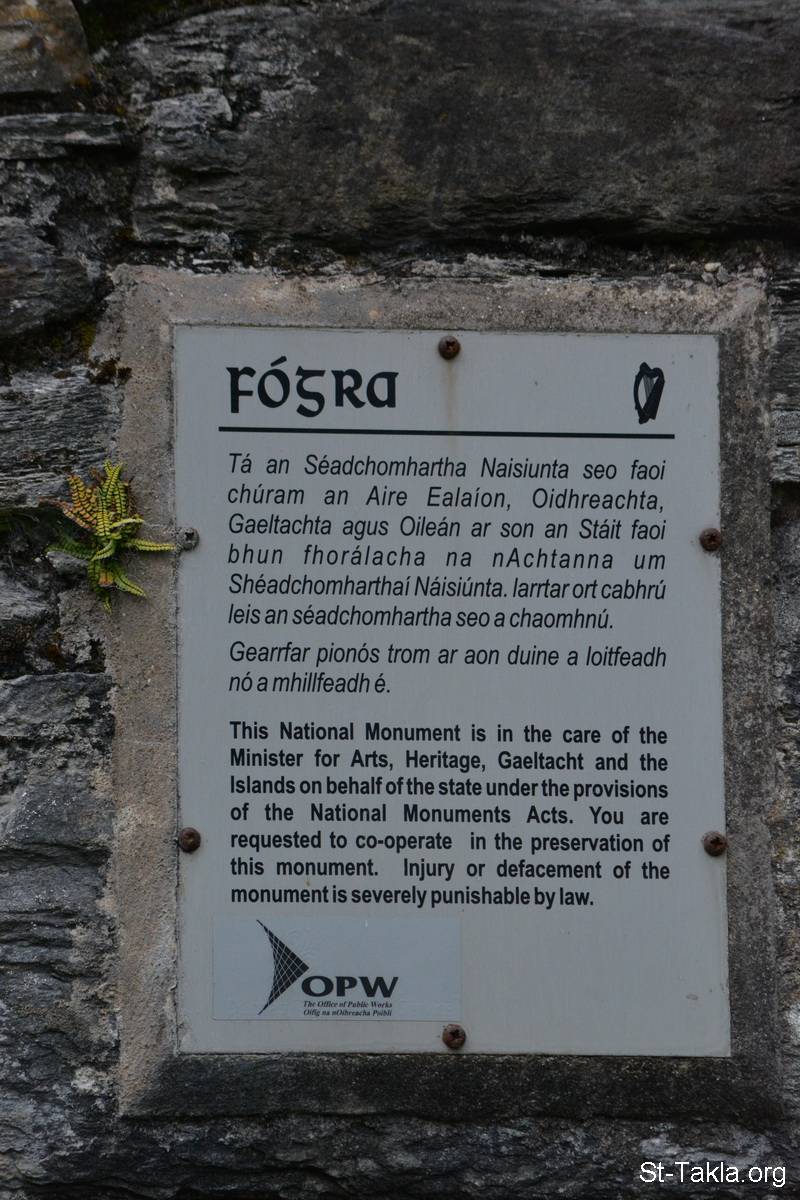 FÓGRA
Tá an Séadchomhartha Naisiunta seo faoi
chúram an Aire Ealaíon, Oidhreachta,
Gaeltachta agus Oileán ar son an Stáit faoi
bhun fhorálacha na nAchtanna um
Shéadchomharthaí Náisiúnta. Iarrtar ort cabhrú
leis an séadchomhartha seo a chaomhnú.
Gearrfar pionós trom ar aon duine a loitfeadh
nó a mhillfeadh é.
This National Monument is in the care of the
Minister for Arts, Heritage, Gaeltacht and the
Islands on behalf of the state under the provisions
of the National Monuments Acts. You are
requested to co-operate in the preservation of
this monument. Injury or defacement of the
monument is severely punishable by law.
OPW
The Office of Public Works
Oifig na nOibreacha Poiblí
St-Takla.org